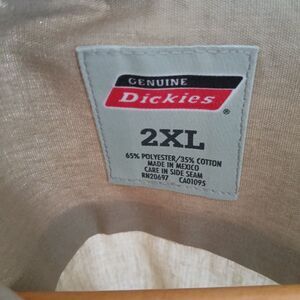 GENUINE
Dickies
®
2XL
65% POLYESTER/35% COTTON
MADE IN MEXICO
CARE IN SIDE SEAM
RN20697 CA01095